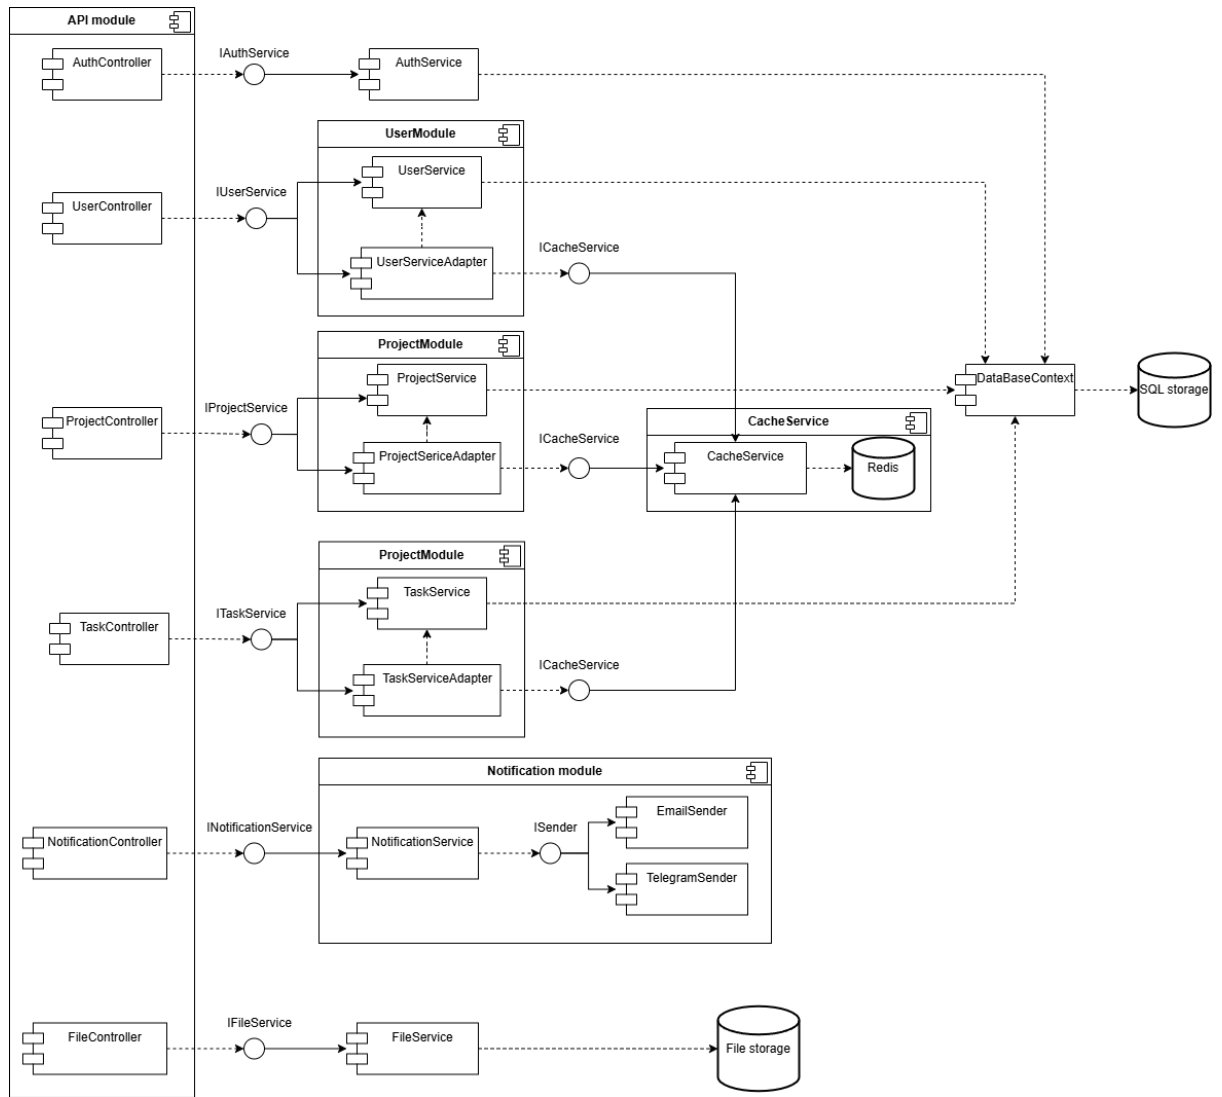 API module
AuthController
IAuthService
AuthService
UserModule
UserService
UserController
IUserService
UserServiceAdapter
ICacheService
ProjectModule
ProjectService
ProjectController
IProjectService
ProjectSericeAdapter
ICacheService
CacheService
CacheService
Redis
DataBaseContext
SQL storage
ProjectModule
TaskService
TaskController
ITaskService
TaskServiceAdapter
ICacheService
Notification module
NotificationController
INotificationService
NotificationService
ISender
EmailSender
TelegramSender
FileController
IFileService
FileService
File storage